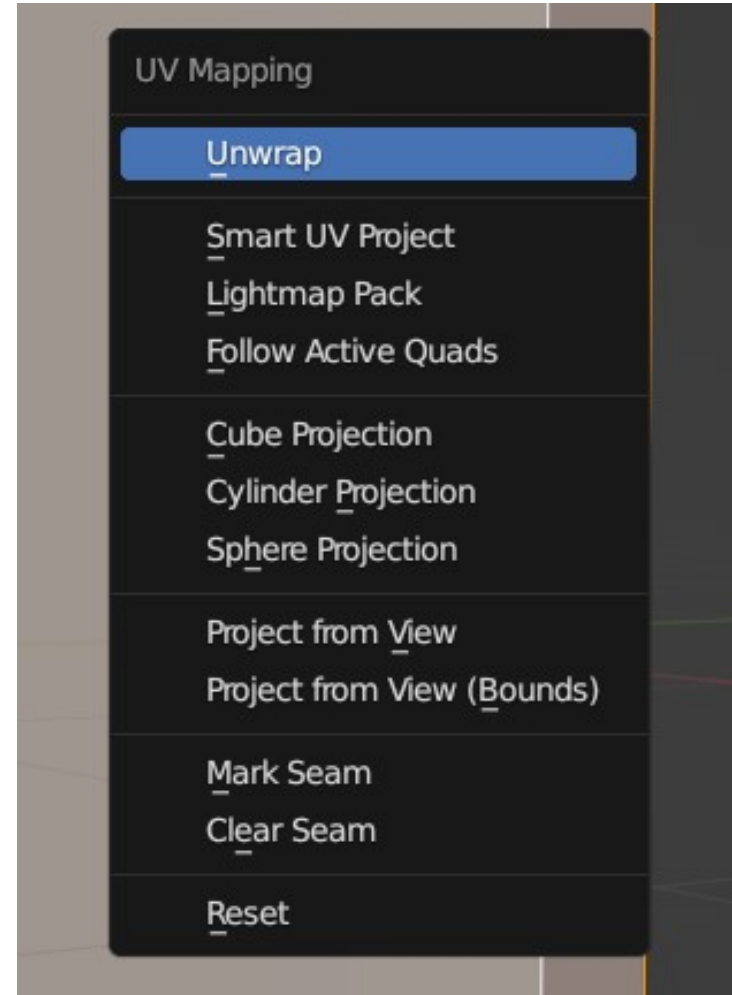 UV Mapping
Unwrap
Smart UV Project
Lightmap Pack
Follow Active Quads
Cube Projection
Cylinder Projection
Sphere Projection
Project from View
Project from View (Bounds)
Mark Seam
Clear Seam
Reset